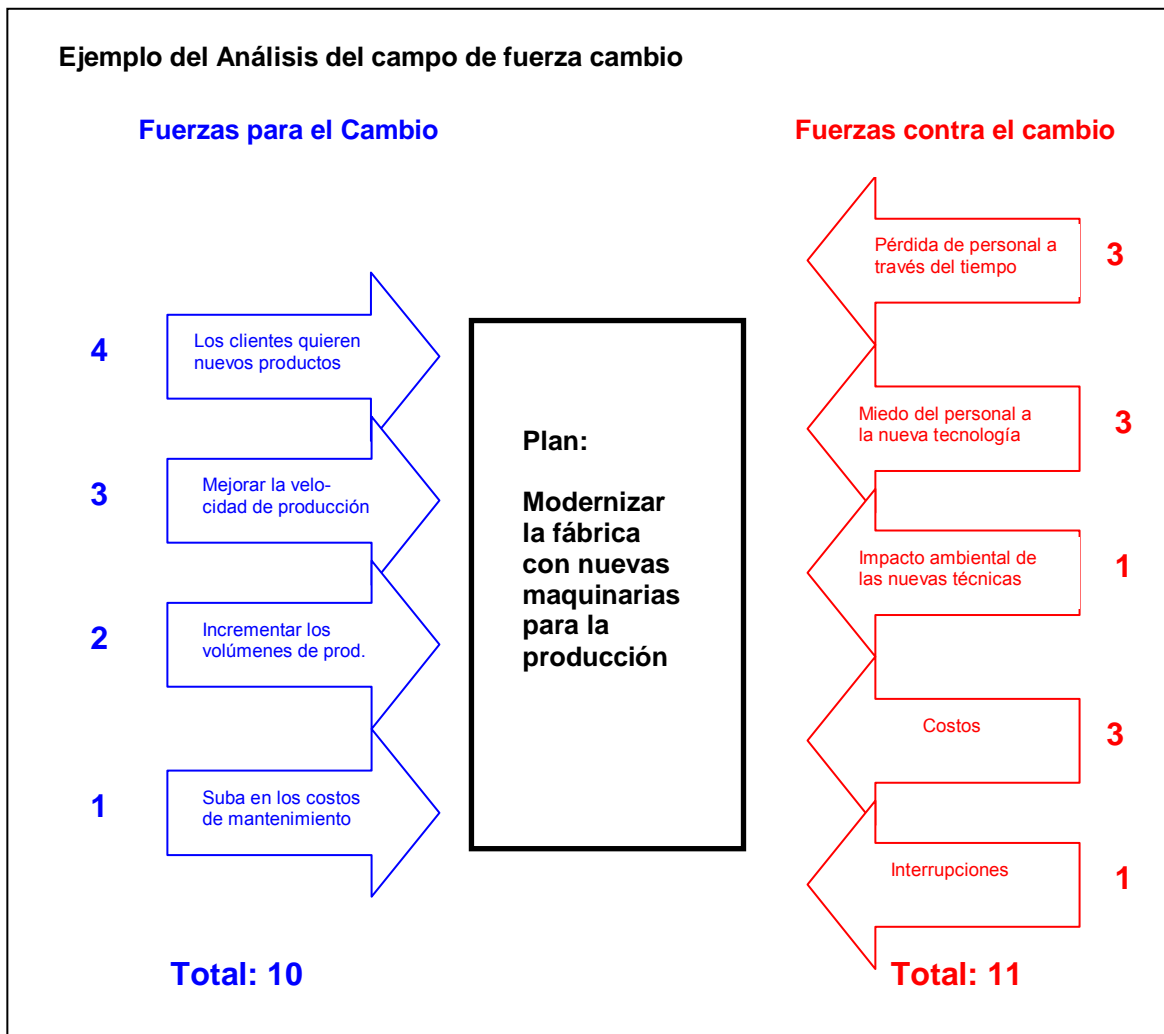 Ejemplo del Análisis del campo de fuerza cambio
Fuerzas para el Cambio
4
Los clientes quieren
nuevos productos
3
Mejorar la velo-
cidad de producción
2
Incrementar los
volúmenes de prod.
1
Suba en los costos
de mantenimiento
Total: 10
Plan:
Modernizar
la fábrica
con nuevas
maquinarias
para la
producción
Fuerzas contra el cambio
Pérdida de personal a
través del tiempo
3
Miedo del personal a
la nueva tecnología
3
Impacto ambiental de
las nuevas técnicas
1
Costos
3
Interrupciones
1
Total: 11